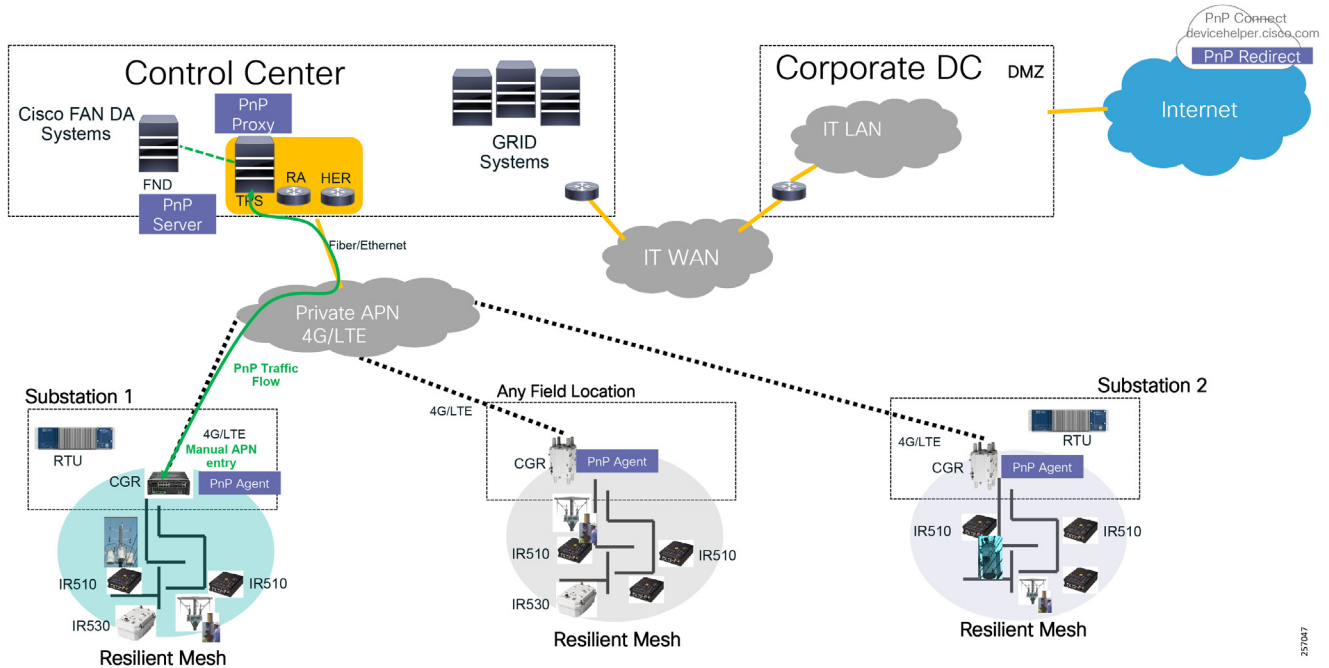 PnP Connect
devicehelper.cisco.com
PnP Redirect
Internet
Control Center
Corporate DC DMZ
Cisco FAN DA
Systems
PnP
Proxy
GRID
Systems
IT LAN
FND
TPS
RA
HER
PnP
Server
Fiber/Ethernet
IT WAN
Private APN
4G/LTE
PnP Traffic
Flow
Substation 1
4G/LTE
Manual APN
entry
RTU
CGR
PnP Agent
IR510
IR510
IR530
Resilient Mesh
Any Field Location
4G/LTE
CGR
PnP Agent
IR510
IR510
IR530
Resilient Mesh
Substation 2
4G/LTE
RTU
CGR
PnP Agent
IR510
IR510
Resilient Mesh
257047